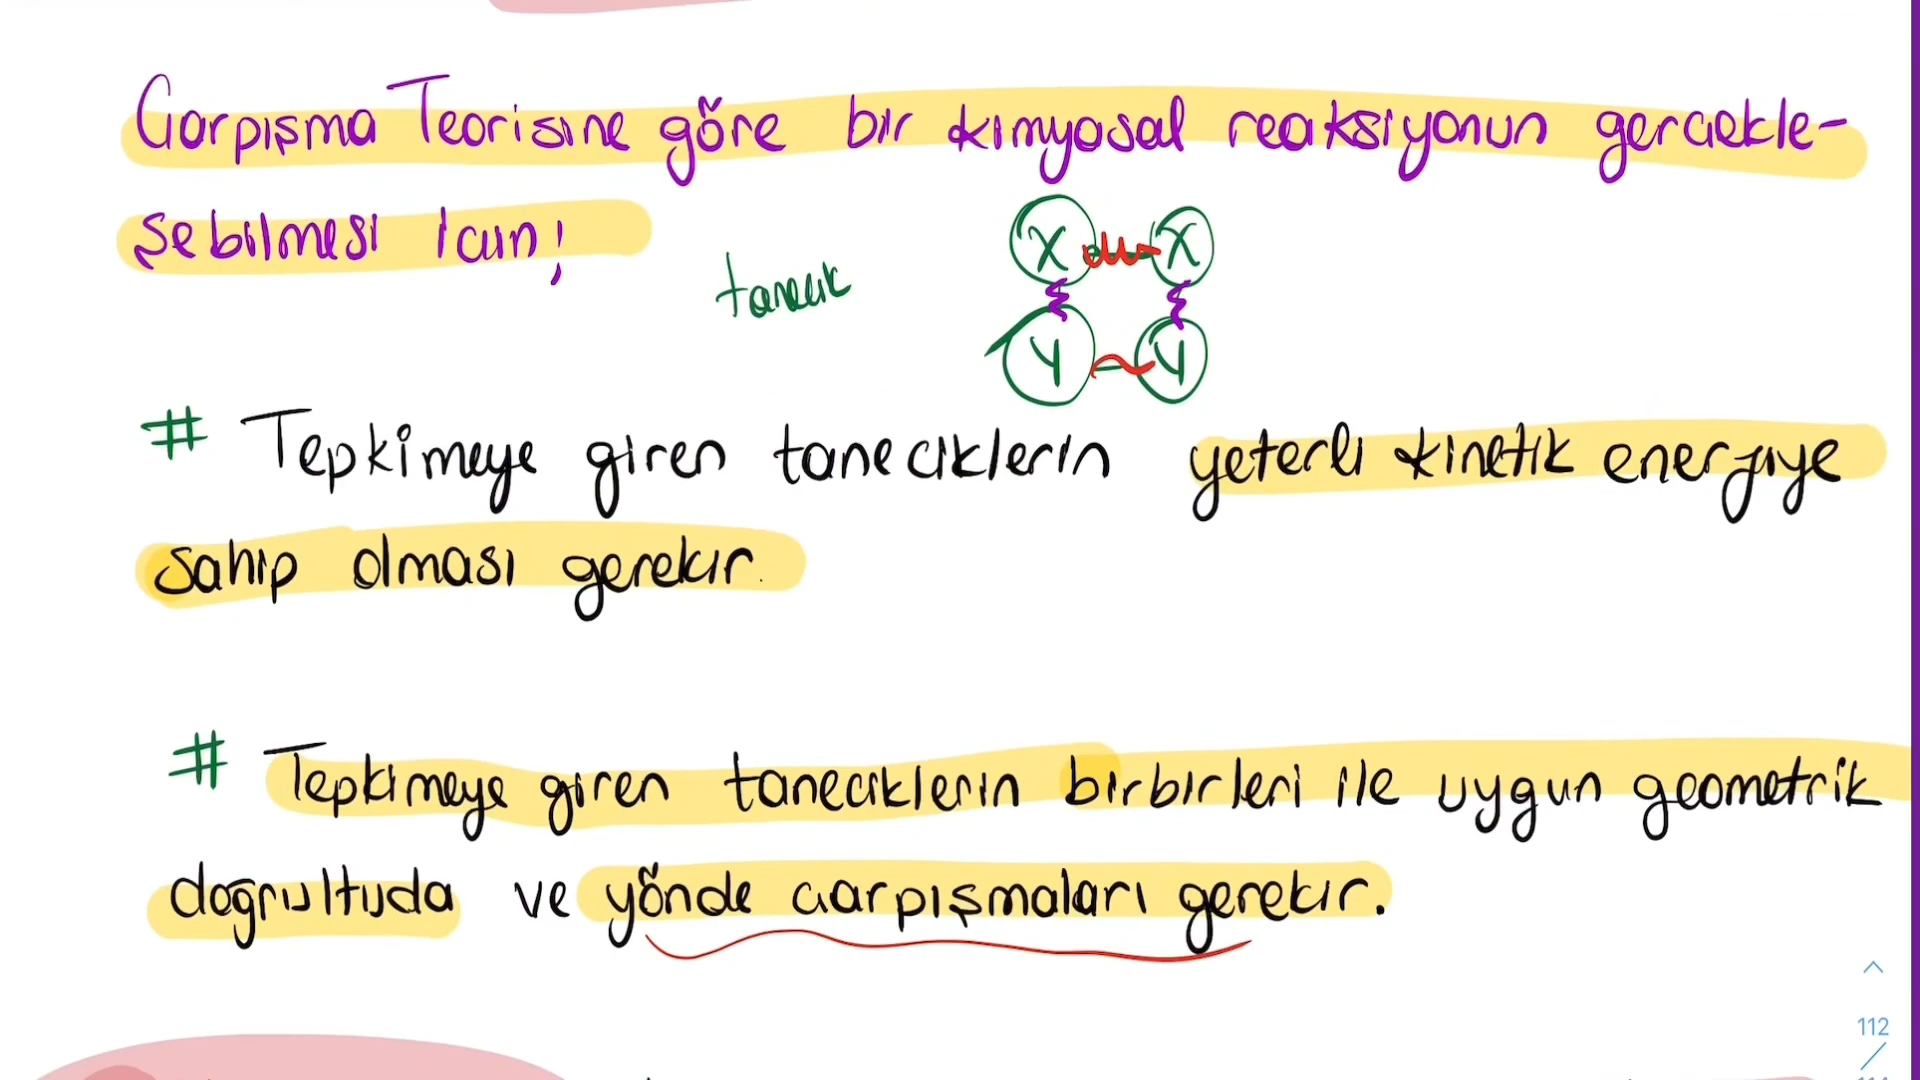 Çarpışma Teorisine göre bir kimyasal reaksiyonun gerçekle-
şebilmesi için;
tanecik
X X
Y Y
# Tepkimeye giren taneciklerin yeterli kinetik enerjiye
sahip olması gerekir.
# Tepkimeye giren taneciklerin birbirleri ile uygun geometrik
doğrultuda ve yönde çarpışmaları gerekir.
112